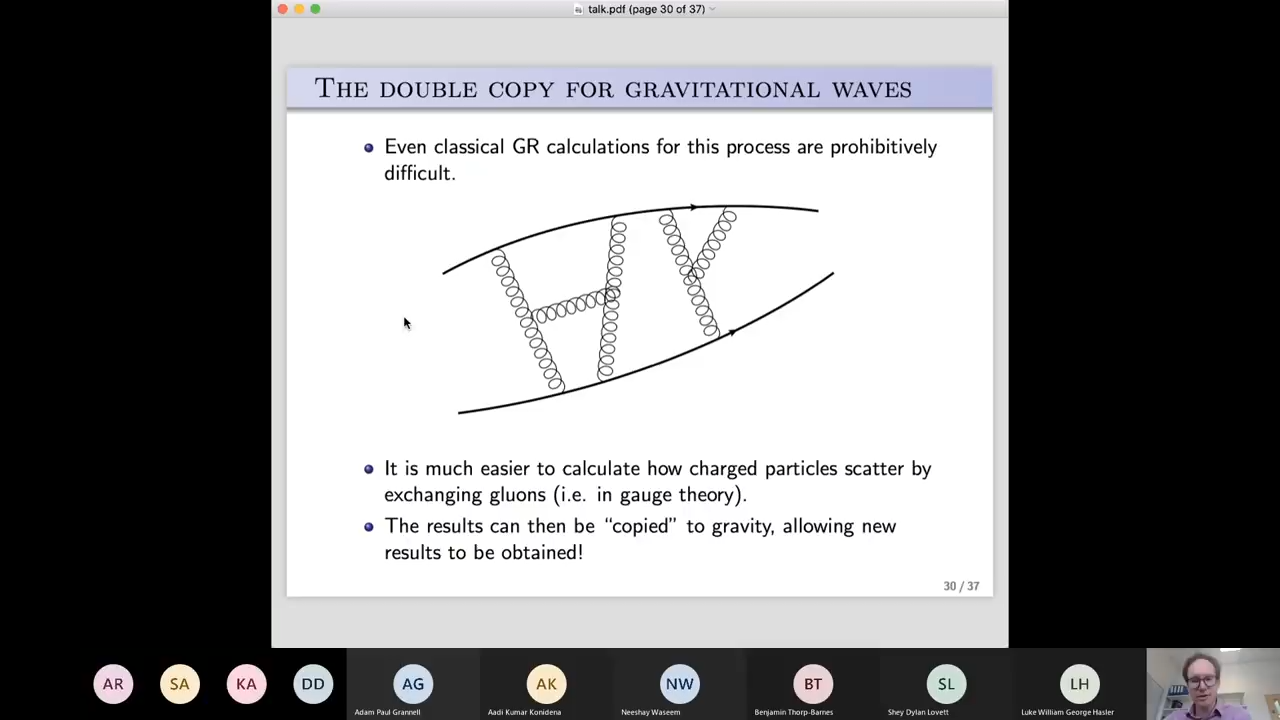 talk.pdf (page 30 of 37)
THE DOUBLE COPY FOR GRAVITATIONAL WAVES
Even classical GR calculations for this process are prohibitively
difficult.
It is much easier to calculate how charged particles scatter by
exchanging gluons (i.e. in gauge theory).
The results can then be “copied” to gravity, allowing new
results to be obtained!
30 / 37
AR SA KA DD AG AK NW BT SL LH
Adam Paul Grannell Aadi Kumar Konidena Neeshay Waseem Benjamin Thorp-Barnes Shey Dylan Lovett Luke William George Hasler